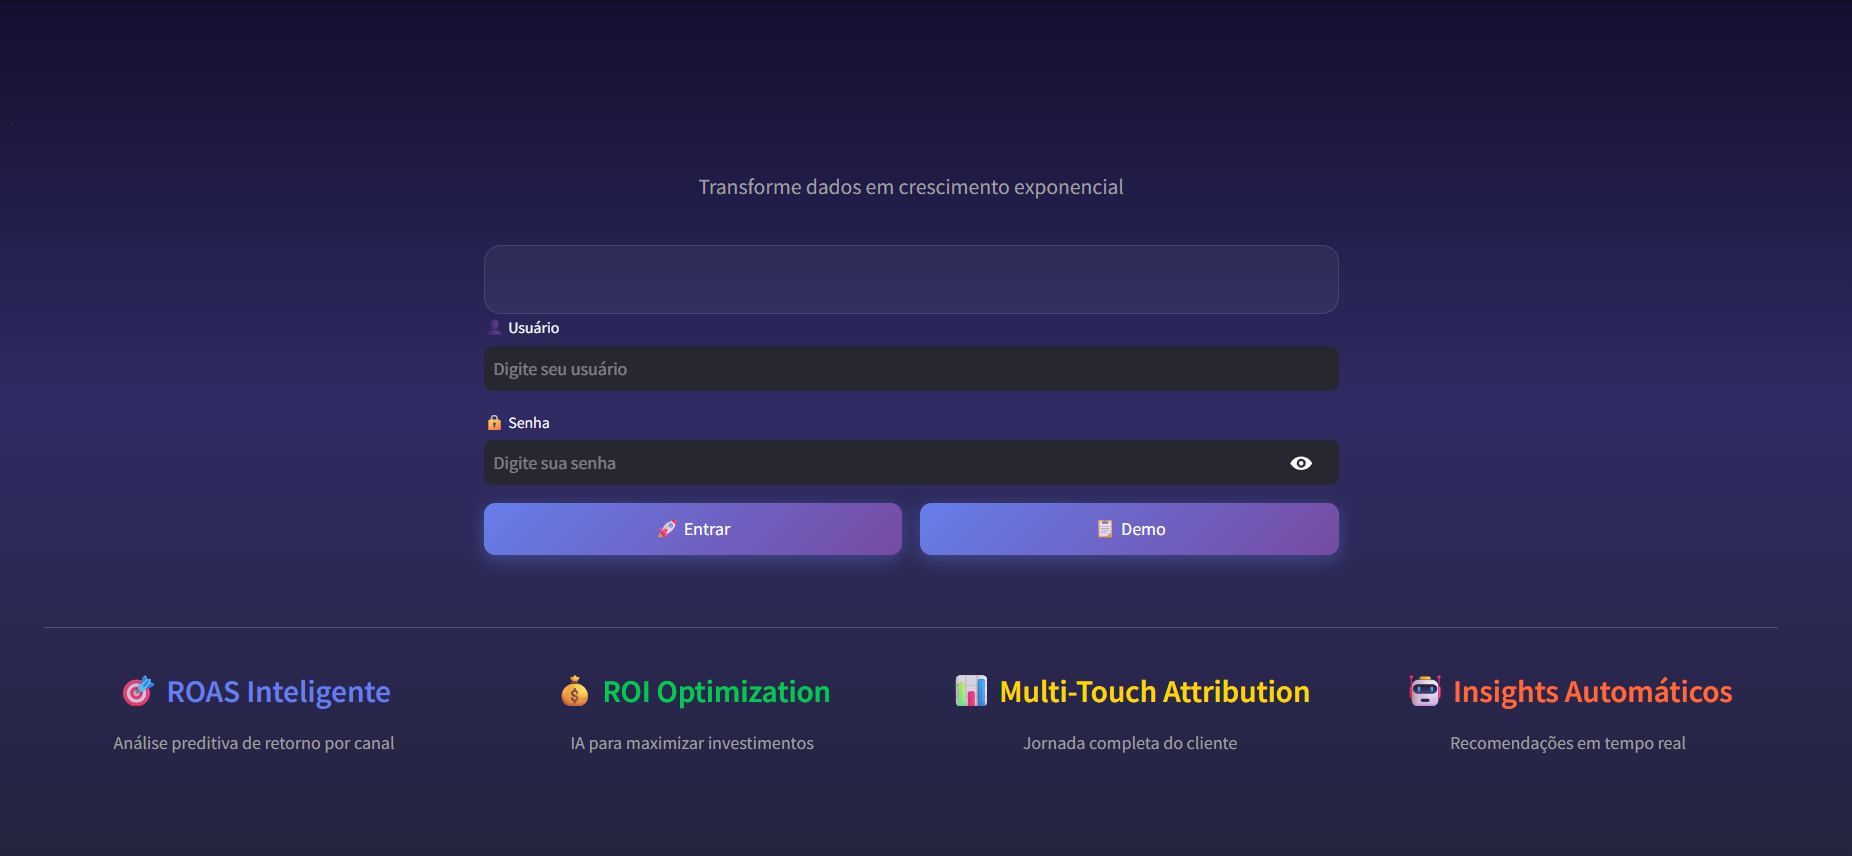 Transforme dados em crescimento exponencial
Usuário
Digite seu usuário
Senha
Digite sua senha
Entrar
Demo
ROAS Inteligente
Análise preditiva de retorno por canal
ROI Optimization
IA para maximizar investimentos
Multi-Touch Attribution
Jornada completa do cliente
Insights Automáticos
Recomendações em tempo real